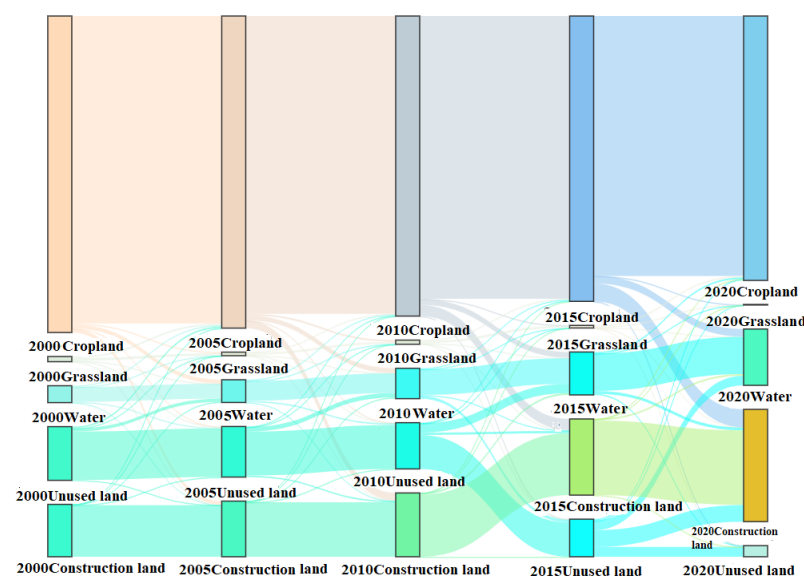 2000Cropland
2000Grassland
2000Water
2000Unused land
2000Construction land
2005Cropland
2005Grassland
2005Water
2005Unused land
2005Construction land
2010Cropland
2010Grassland
2010 Water
2010Unused land
2010Construction land
2015Cropland
2015Grassland
2015Water
2015Construction land
2015Unused land
2020Cropland
2020Grassland
2020Water
2020Construction
land
2020Unused land